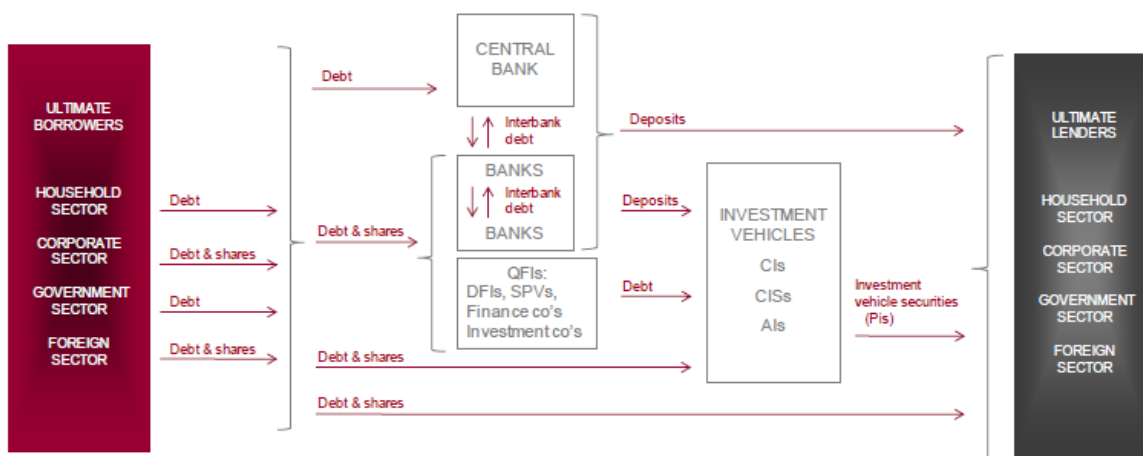 ULTIMATE
BORROWERS
HOUSEHOLD
SECTOR
CORPORATE
SECTOR
GOVERNMENT
SECTOR
FOREIGN
SECTOR
Debt
Debt & shares
Debt
Debt & shares
Debt
Debt & shares
Debt & shares
Debt & shares
CENTRAL
BANK
Interbank
debt
BANKS
Interbank
debt
BANKS
QFIs:
DFIs, SPVs,
Finance co's
Investment co's
Deposits
Deposits
Debt
INVESTMENT
VEHICLES
CIs
CISs
AIs
Investment
vehicle securities
(PIs)
ULTIMATE
LENDERS
HOUSEHOLD
SECTOR
CORPORATE
SECTOR
GOVERNMENT
SECTOR
FOREIGN
SECTOR